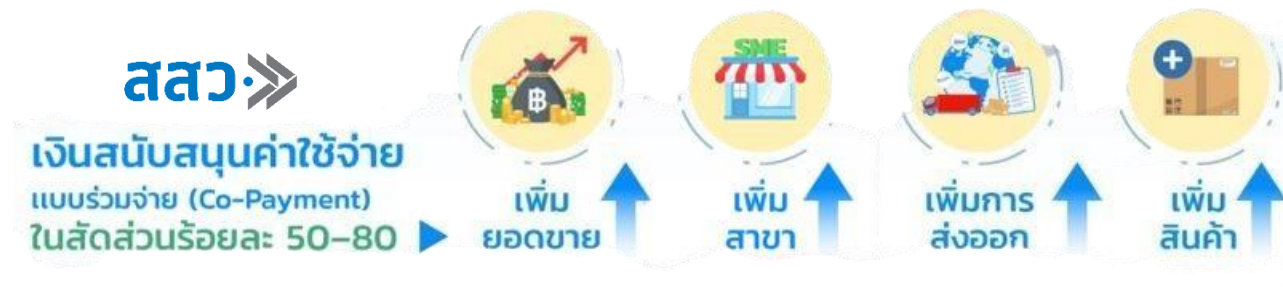 สสว.
เงินสนับสนุนค่าใช้จ่าย
แบบร่วมจ่าย (Co-Payment)
ในสัดส่วนร้อยละ 50–80
SME
เพิ่ม
ยอดขาย
เพิ่ม
สาขา
เพิ่มการ
ส่งออก
เพิ่ม
สินค้า